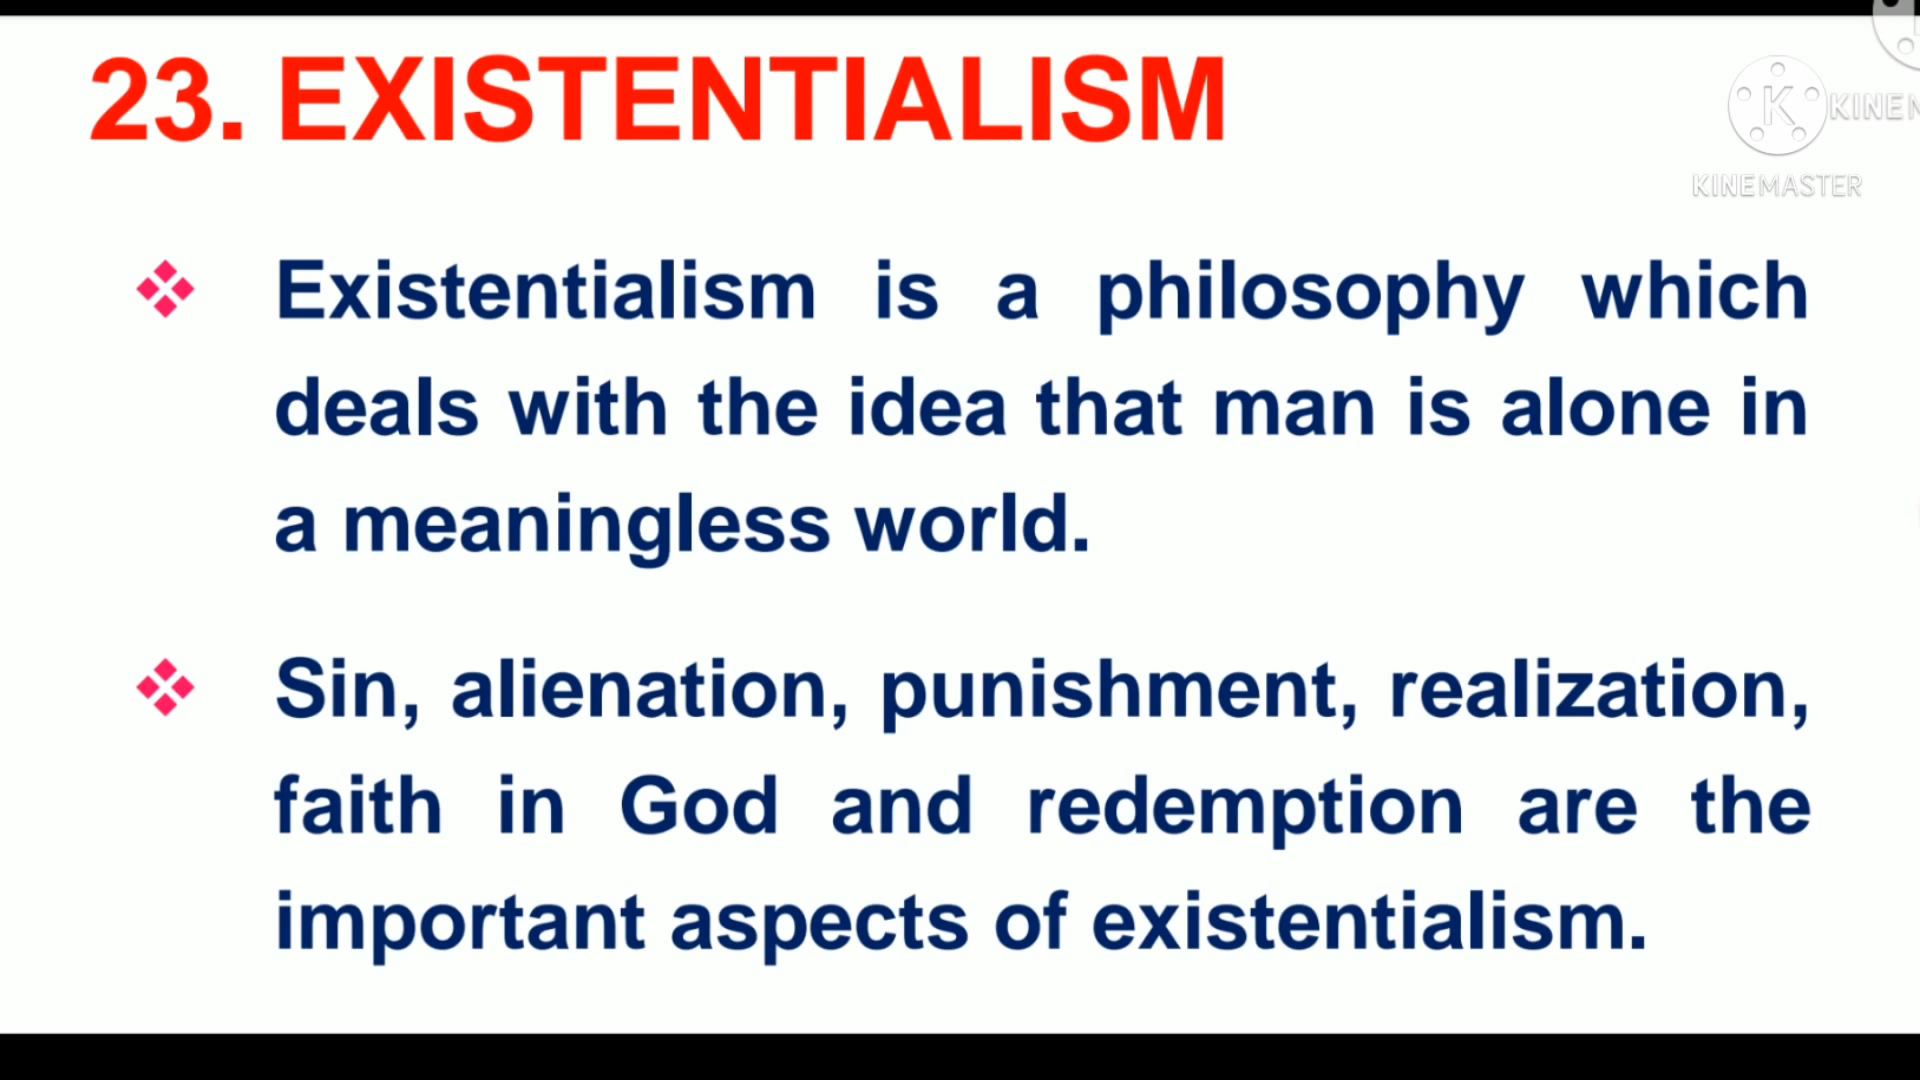 23. EXISTENTIALISM
K
KINEM
KINEMASTER
Existentialism is a philosophy which
deals with the idea that man is alone in
a meaningless world.
Sin, alienation, punishment, realization,
faith in God and redemption are the
important aspects of existentialism.